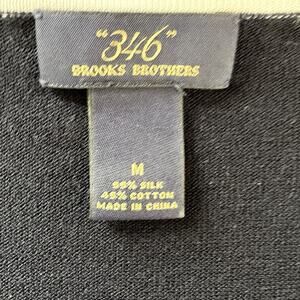 "346"
BROOKS BROTHERS
M
55% SILK
45% COTTON
MADE IN CHINA